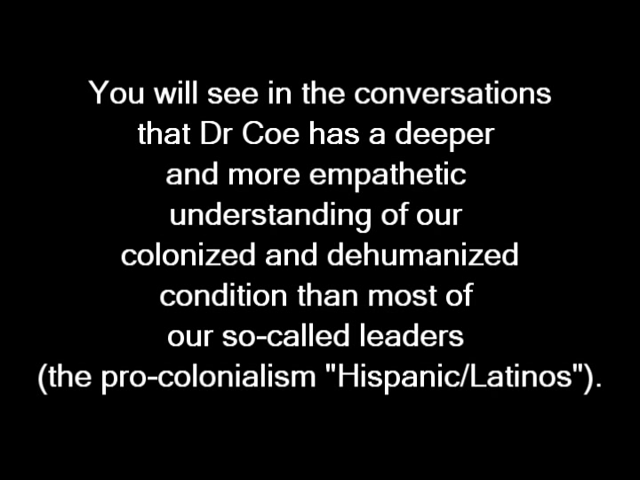 You will see in the conversations
that Dr Coe has a deeper
and more empathetic
understanding of our
colonized and dehumanized
condition than most of
our so-called leaders
(the pro-colonialism "Hispanic/Latinos").